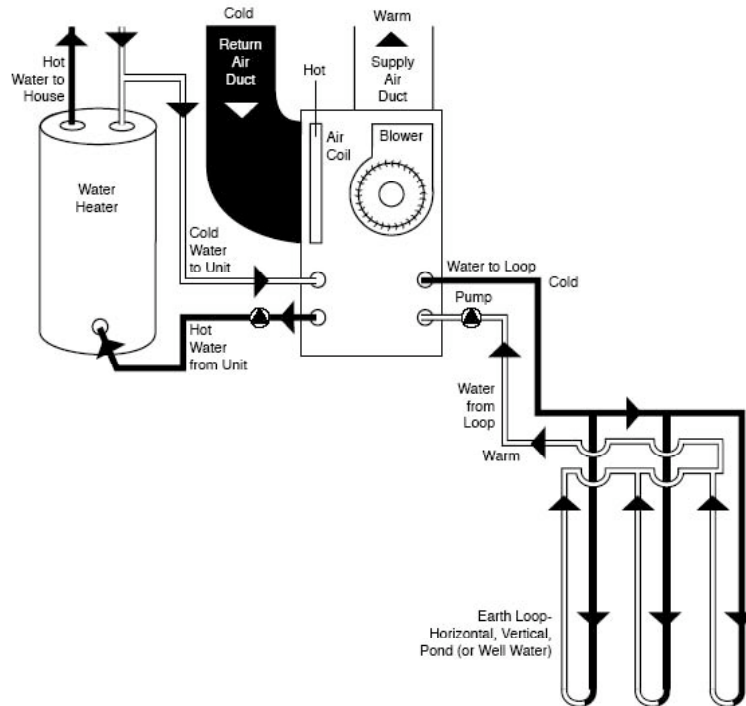 Cold
Warm
Hot
Water to
House
Return
Air
Duct
Hot
Supply
Air
Duct
Air
Coil
Blower
Water
Heater
Cold
Water
to Unit
Water to Loop
Cold
Pump
Hot
Water
from Unit
Water
from
Loop
Warm
Earth Loop-
Horizontal, Vertical,
Pond (or Well Water)